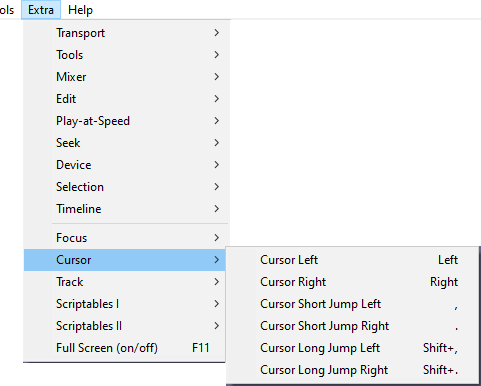 ols Extra Help
Transport
Tools
Mixer
Edit
Play-at-Speed
Seek
Device
Selection
Timeline
Focus
Cursor
Track
Scriptables I
Scriptables II
Full Screen (on/off) F11
Cursor Left Left
Cursor Right Right
Cursor Short Jump Left ,
Cursor Short Jump Right .
Cursor Long Jump Left Shift+,
Cursor Long Jump Right Shift+.